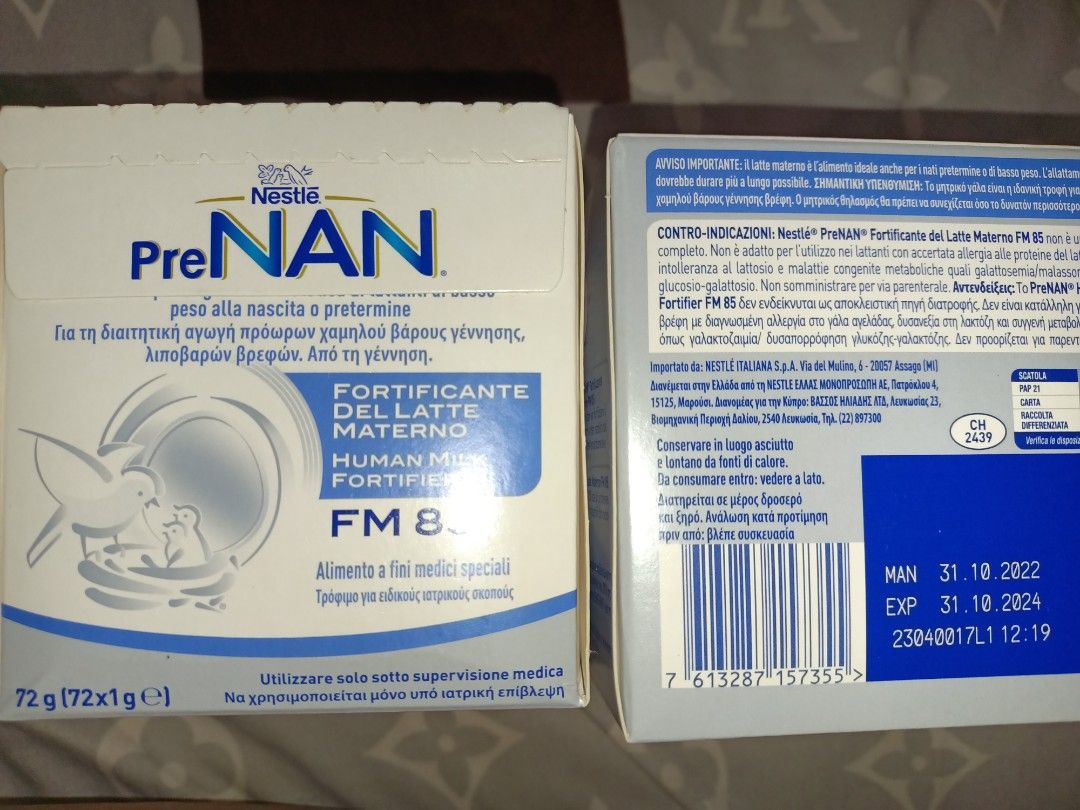 Nestlé
PreNAN®
peso alla nascita o pretermine
Για τη διαιτητική αγωγή πρόωρων χαμηλού βάρους γέννησης,
λιποβαρών βρεφών. Από τη γέννηση.
FORTIFICANTE
DEL LATTE
MATERNO
HUMAN MILK
FORTIFIER
FM 85
Alimento a fini medici speciali
Τρόφιμο για ειδικούς ιατρικούς σκοπούς
Utilizzare solo sotto supervisione medica
72 g (72x1 g e)
Να χρησιμοποιείται μόνο υπό ιατρική επίβλεψη
AVVISO IMPORTANTE: il latte materno è l'alimento ideale anche per i nati pretermine o di basso peso. L'allattam
dovrebbe durare più a lungo possibile. ΣΗΜΑΝΤΙΚΗ ΥΠΕΝΘΥΜΙΣΗ: Το μητρικό γάλα είναι η ιδανική τροφή για
χαμηλού βάρους γέννησης βρέφη. Ο μητρικός θηλασμός θα πρέπει να συνεχίζεται όσο το δυνατόν περισσότερο
CONTRO-INDICAZIONI: Nestlé® PreNAN® Fortificante del Latte Materno FM 85 non è u
completo. Non è adatto per l'utilizzo nei lattanti con accertata allergia alle proteine del lat
intolleranza al lattosio e malattie congenite metaboliche quali galattosemia/malassor
glucosio-galattosio. Non somministrare per via parenterale. Αντενδείξεις: Το PreNAN® H
Fortifier FM 85 δεν ενδείκνυται ως αποκλειστική πηγή διατροφής. Δεν είναι κατάλληλη γ
βρέφη με διαγνωσμένη αλλεργία στο γάλα αγελάδας, δυσανεξία στη λακτόζη και συγγενή μεταβολ
όπως γαλακτοζαιμία/ δυσαπορρόφηση γλυκόζης-γαλακτόζης. Δεν προορίζεται για παρεντ
Importato da: NESTLÉ ITALIANA S.p.A. Via del Mulino, 6 - 20057 Assago (MI)
Διανέμεται στην Ελλάδα από τη NESTLE ΕΛΛΑΣ ΜΟΝΟΠΡΟΣΩΠΗ ΑΕ, Πατρόκλου 4,
15125, Μαρούσι. Διανομέας για την Κύπρο: ΒΑΣΣΟΣ ΗΛΙΑΔΗΣ ΛΤΔ, Λευκωσίας 23,
Βιομηχανική Περιοχή Δαλίου, 2540 Λευκωσία, Τηλ. (22) 897300
SCATOLA
PAP 21
CARTA
RACCOLTA
DIFFERENZIATA
Verifica le disposiz
CH
2439
Conservare in luogo asciutto
e lontano da fonti di calore.
Da consumare entro: vedere a lato.
Διατηρείται σε μέρος δροσερό
και ξηρό. Ανάλωση κατά προτίμηση
πριν από: βλέπε συσκευασία
MAN 31.10.2022
EXP 31.10.2024
23040017L1 12:19
7 613287 157355 >